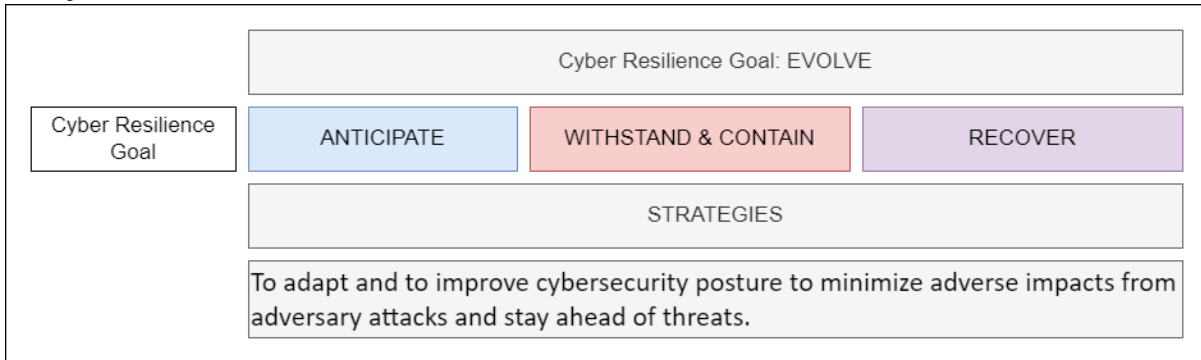 Cyber Resilience Goal: EVOLVE
Cyber Resilience
Goal
ANTICIPATE
WITHSTAND & CONTAIN
RECOVER
STRATEGIES
To adapt and to improve cybersecurity posture to minimize adverse impacts from
adversary attacks and stay ahead of threats.